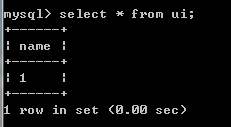 mysql> select * from ui;
+------+
| name |
+------+
| 1    |
+------+
1 row in set (0.00 sec)